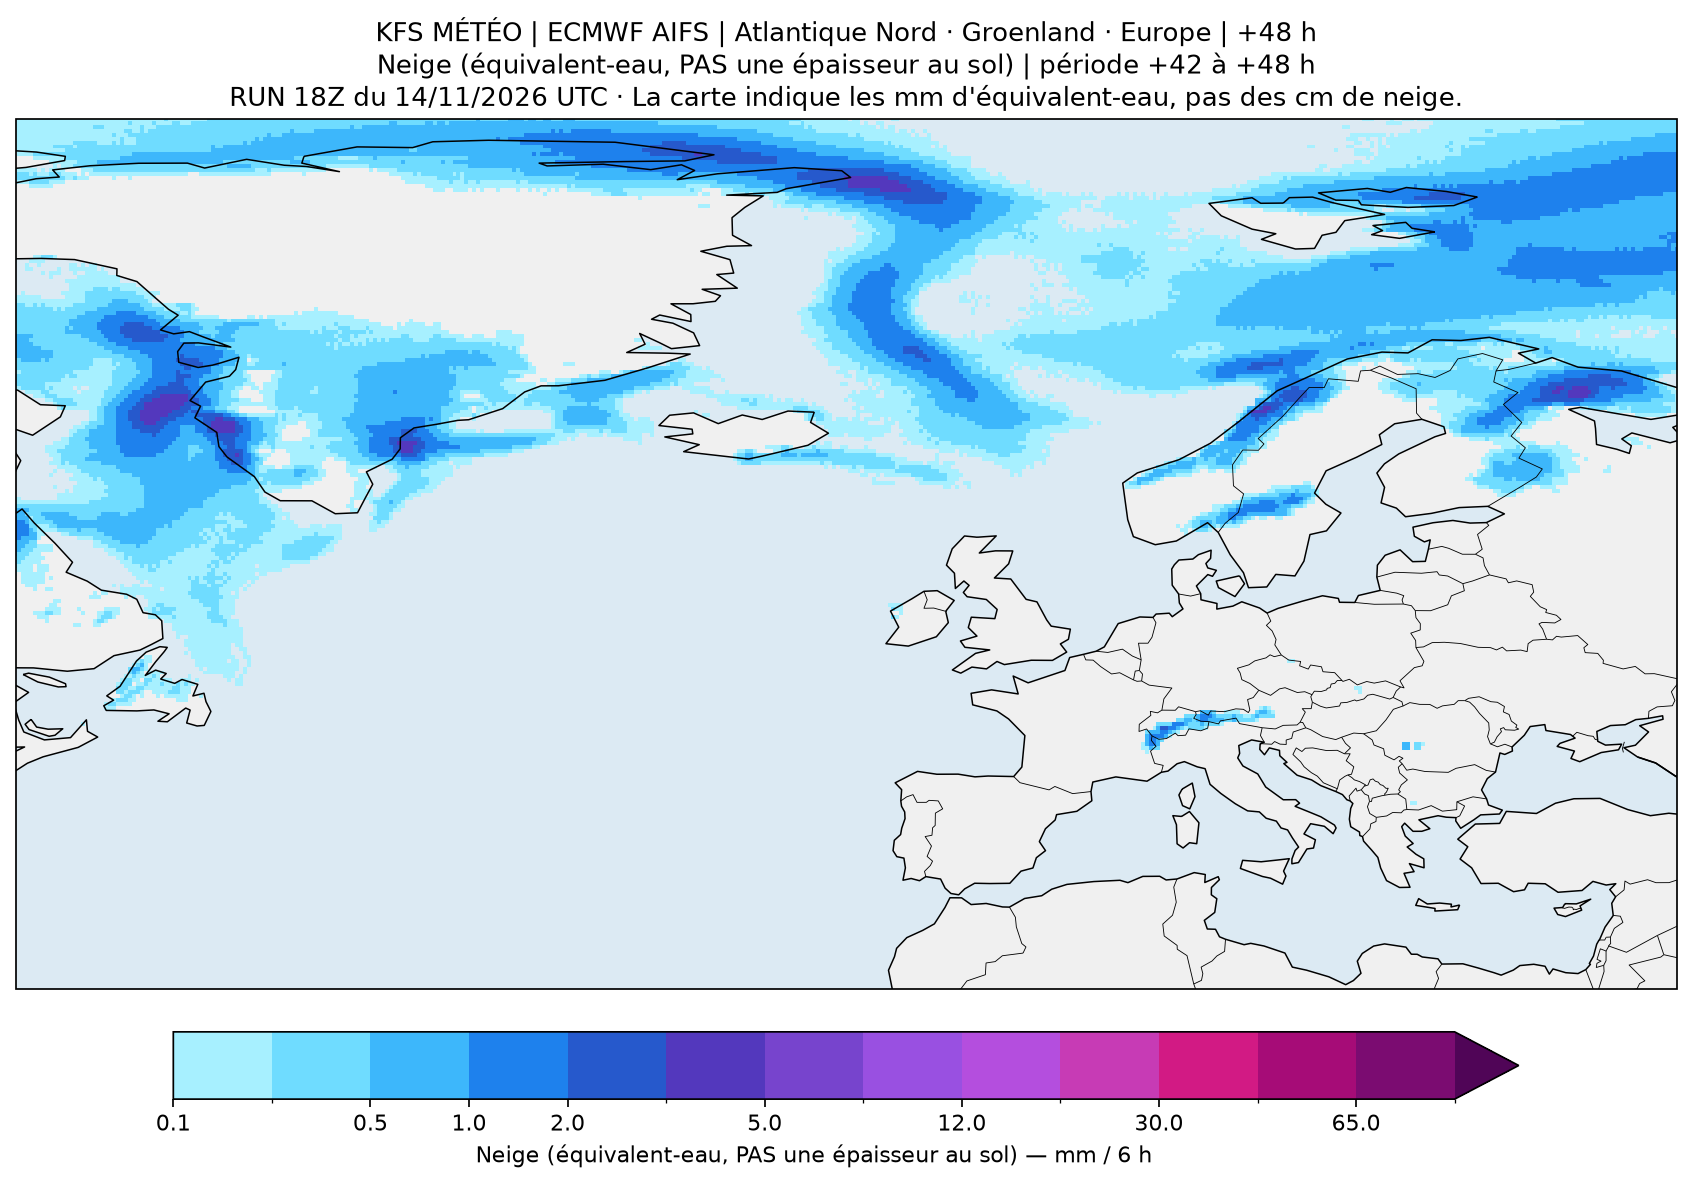 KFS MÉTÉO | ECMWF AIFS | Atlantique Nord · Groenland · Europe | +48 h
Neige (équivalent-eau, PAS une épaisseur au sol) | période +42 à +48 h
RUN 18Z du 14/11/2026 UTC · La carte indique les mm d'équivalent-eau, pas des cm de neige.
0.1 0.5 1.0 2.0 5.0 12.0 30.0 65.0
Neige (équivalent-eau, PAS une épaisseur au sol) — mm / 6 h